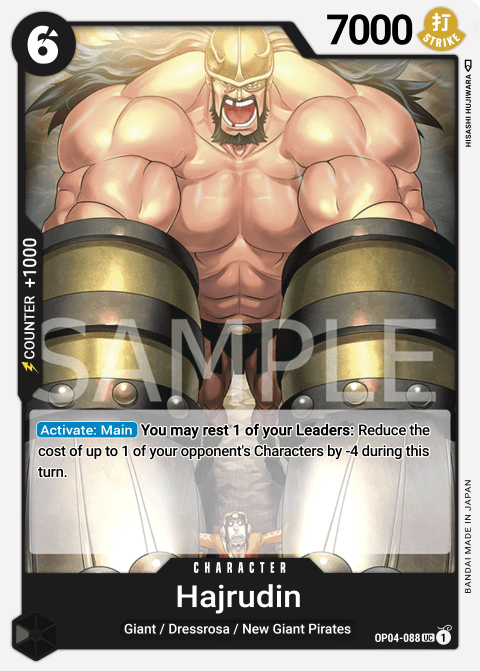 6
7000
打
STRIKE
HISASHI HUJIWARA
COUNTER +1000
SAMPLE
Activate: Main You may rest 1 of your Leaders: Reduce the
cost of up to 1 of your opponent's Characters by -4 during this
turn.
BANDAI MADE IN JAPAN
CHARACTER
Hajrudin
Giant / Dressrosa / New Giant Pirates
OP04-088 UC 1